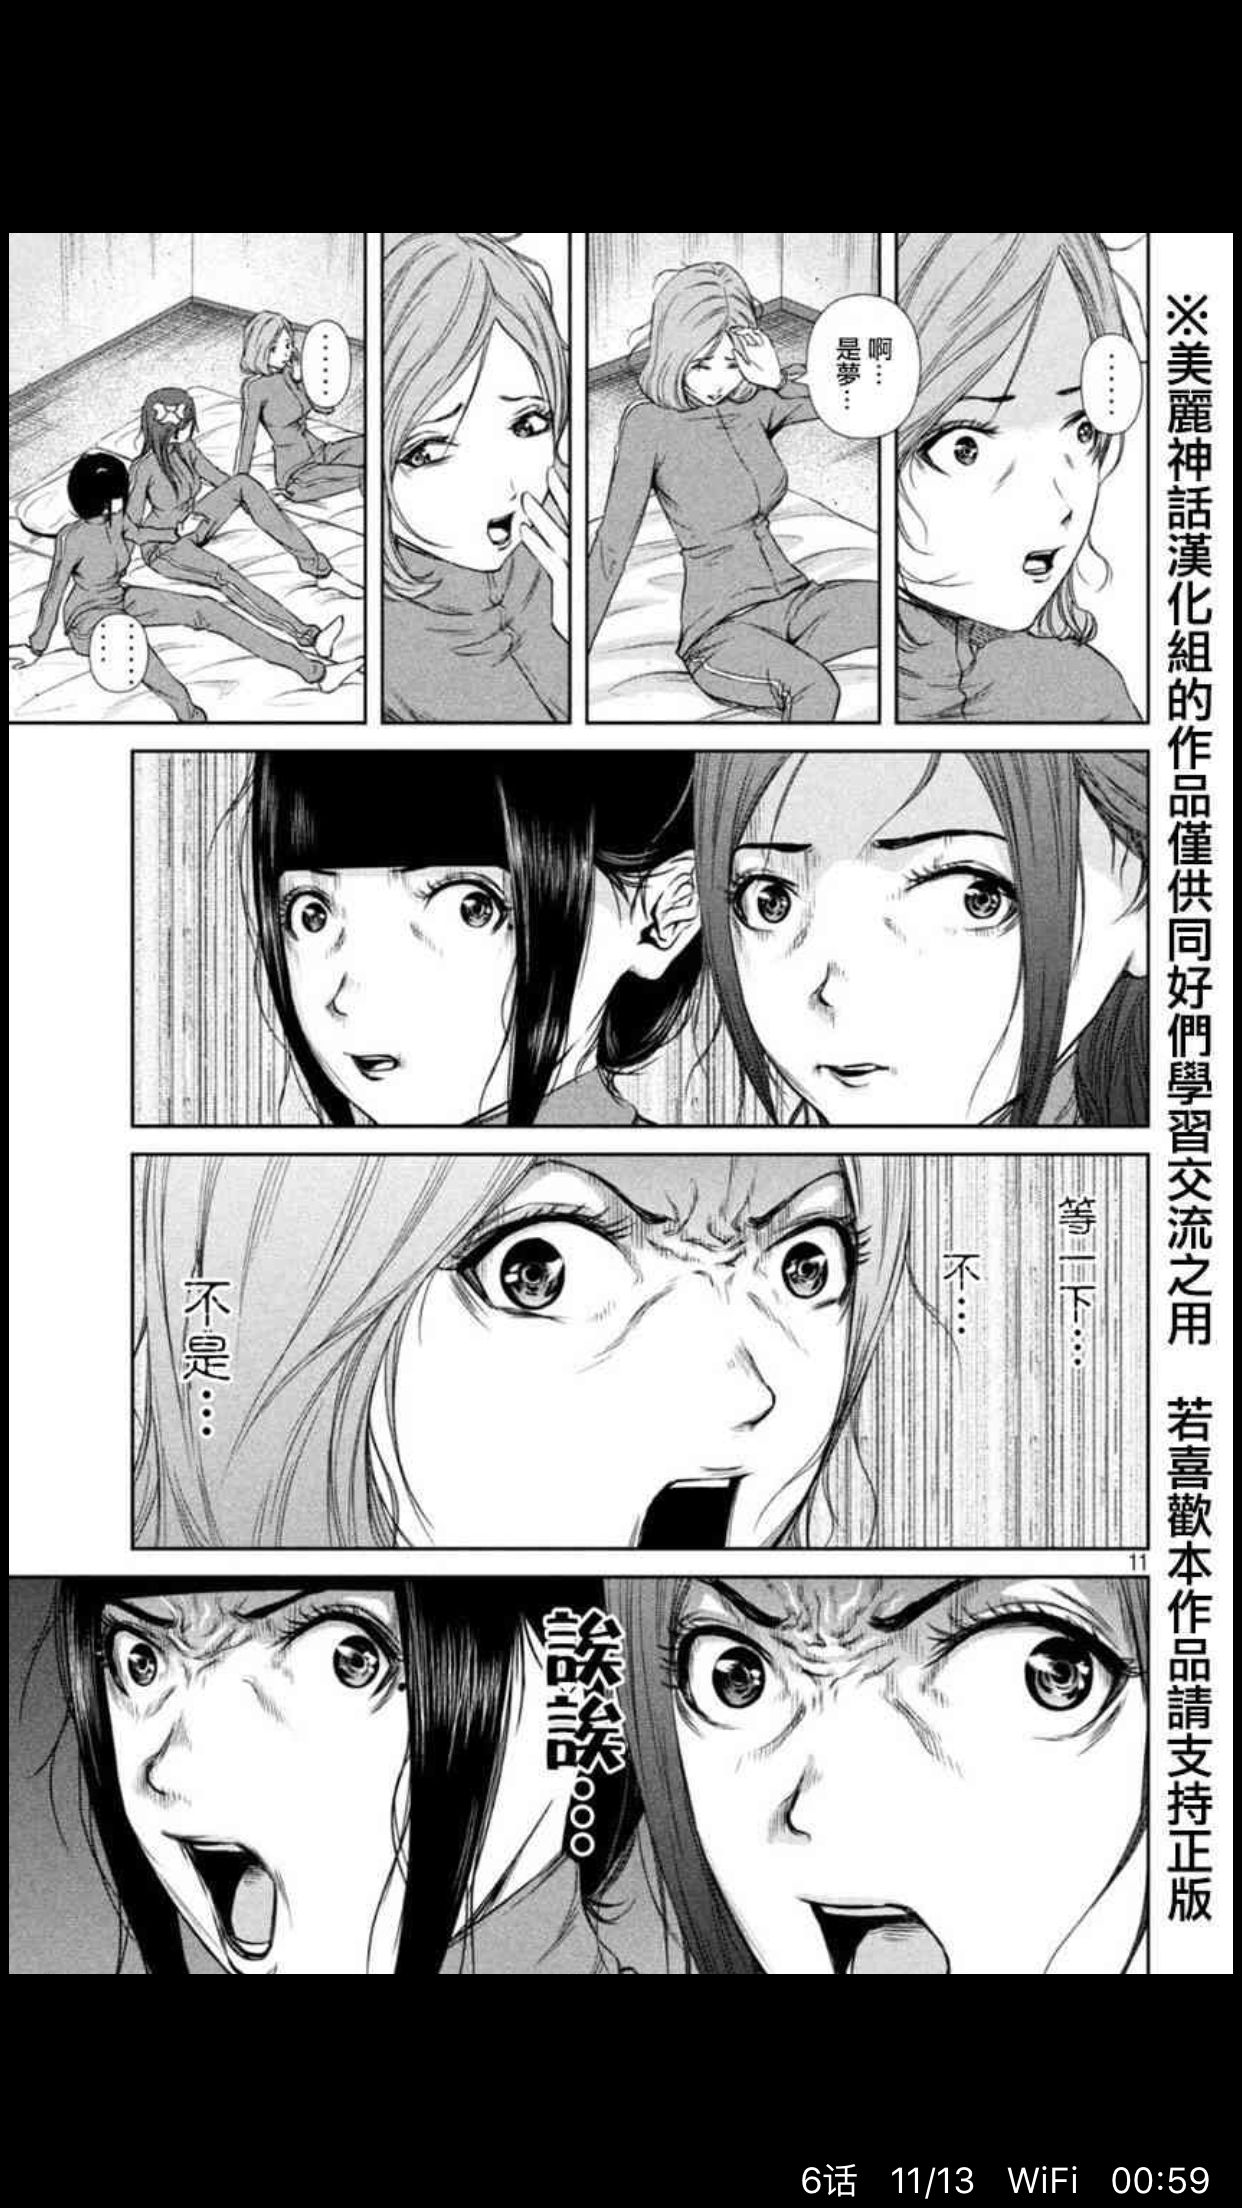 ※美麗神話漢化組的作品僅供同好們學習交流之用 若喜歡本作品請支持正版
……
啊…
是夢…
……
……
等一下…
不…
不是…
11
誒誒…
6话 11/13 WiFi 00:59